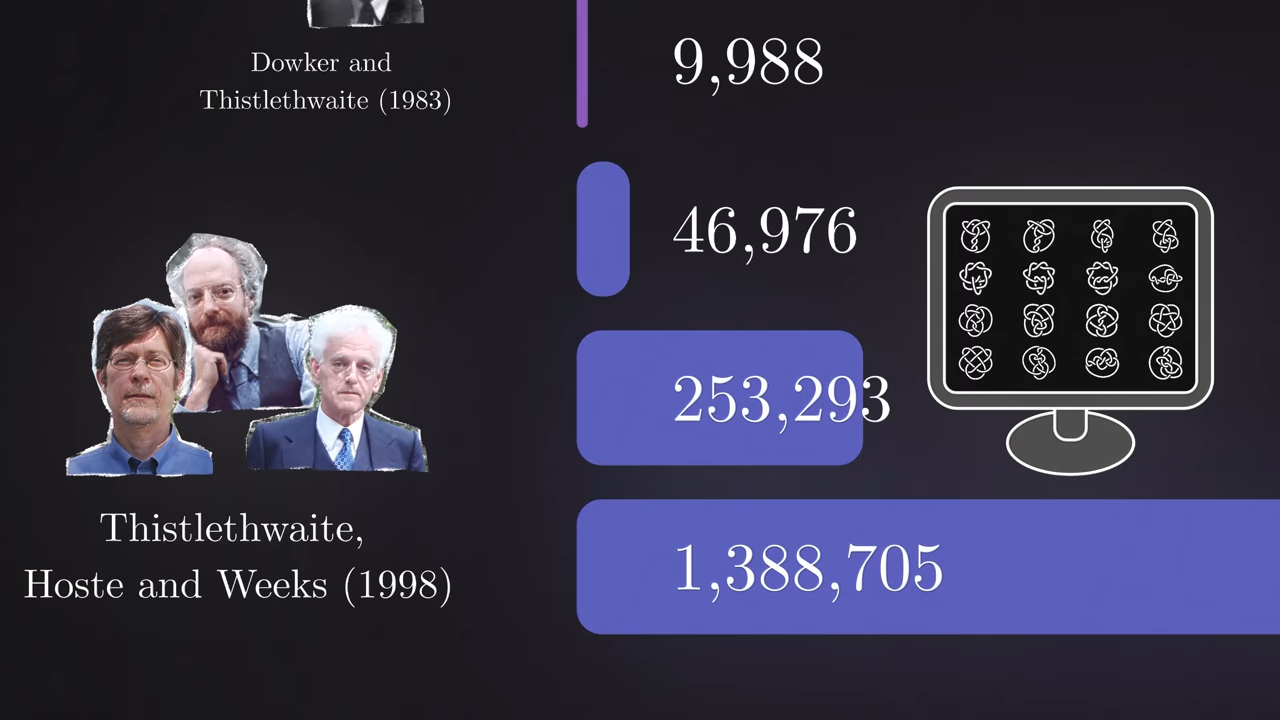 Dowker and
Thistlethwaite (1983)
9,988
46,976
253,293
1,388,705
Thistlethwaite,
Hoste and Weeks (1998)